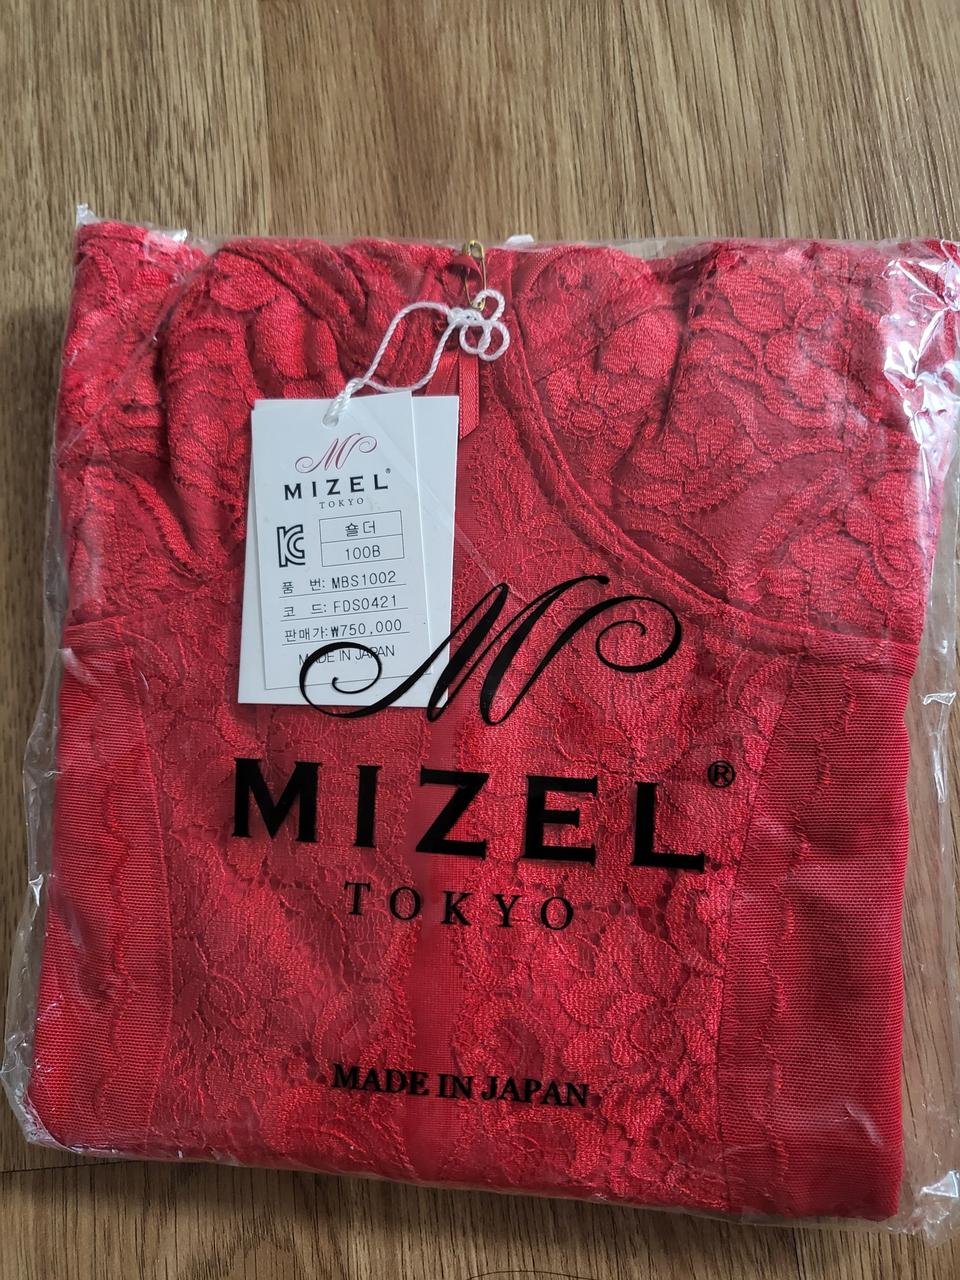 M
MIZEL®
TOKYO
숄더
100B
품 번: MBS1002
코 드: FDS0421
판매가:₩750,000
MADE IN JAPAN
M
MIZEL®
TOKYO
MADE IN JAPAN